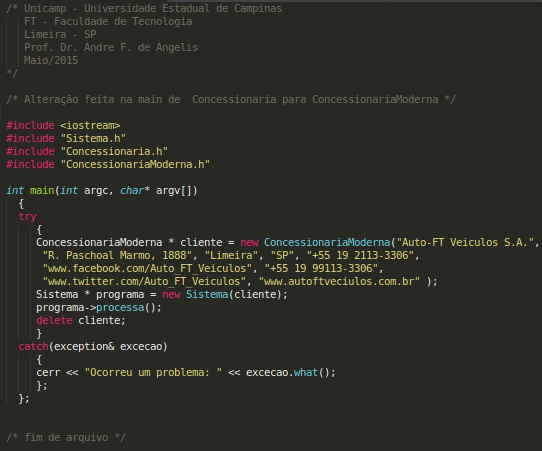 /* Unicamp - Universidade Estadual de Campinas
FT - Faculdade de Tecnologia
Limeira - SP
Prof. Dr. Andre F. de Angelis
Maio/2015
*/
/* Alteração feita na main de  Concessionaria para ConcessionariaModerna */
#include <iostream>
#include "Sistema.h"
#include "Concessionaria.h"
#include "ConcessionariaModerna.h"
int main(int argc, char* argv[])
{
try
{
ConcessionariaModerna * cliente = new ConcessionariaModerna("Auto-FT Veiculos S.A.",
"R. Paschoal Marmo, 1888", "Limeira", "SP", "+55 19 2113-3306",
"www.facebook.com/Auto_FT_Veiculos", "+55 19 99113-3306",
"www.twitter.com/Auto_FT_Veiculos", "www.autoftveciulos.com.br" );
Sistema * programa = new Sistema(cliente);
programa->processa();
delete cliente;
}
catch(exception& excecao)
{
cerr << "Ocorreu um problema: " << excecao.what();
};
};
/* fim de arquivo */